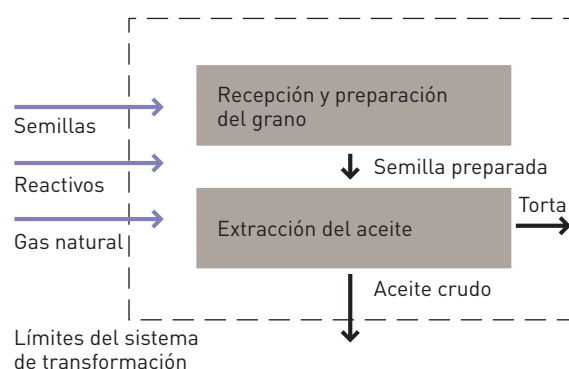 Recepción y preparación
del grano
Semillas
Semilla preparada
Reactivos
Torta
Extracción del aceite
Gas natural
Aceite crudo
Límites del sistema
de transformación